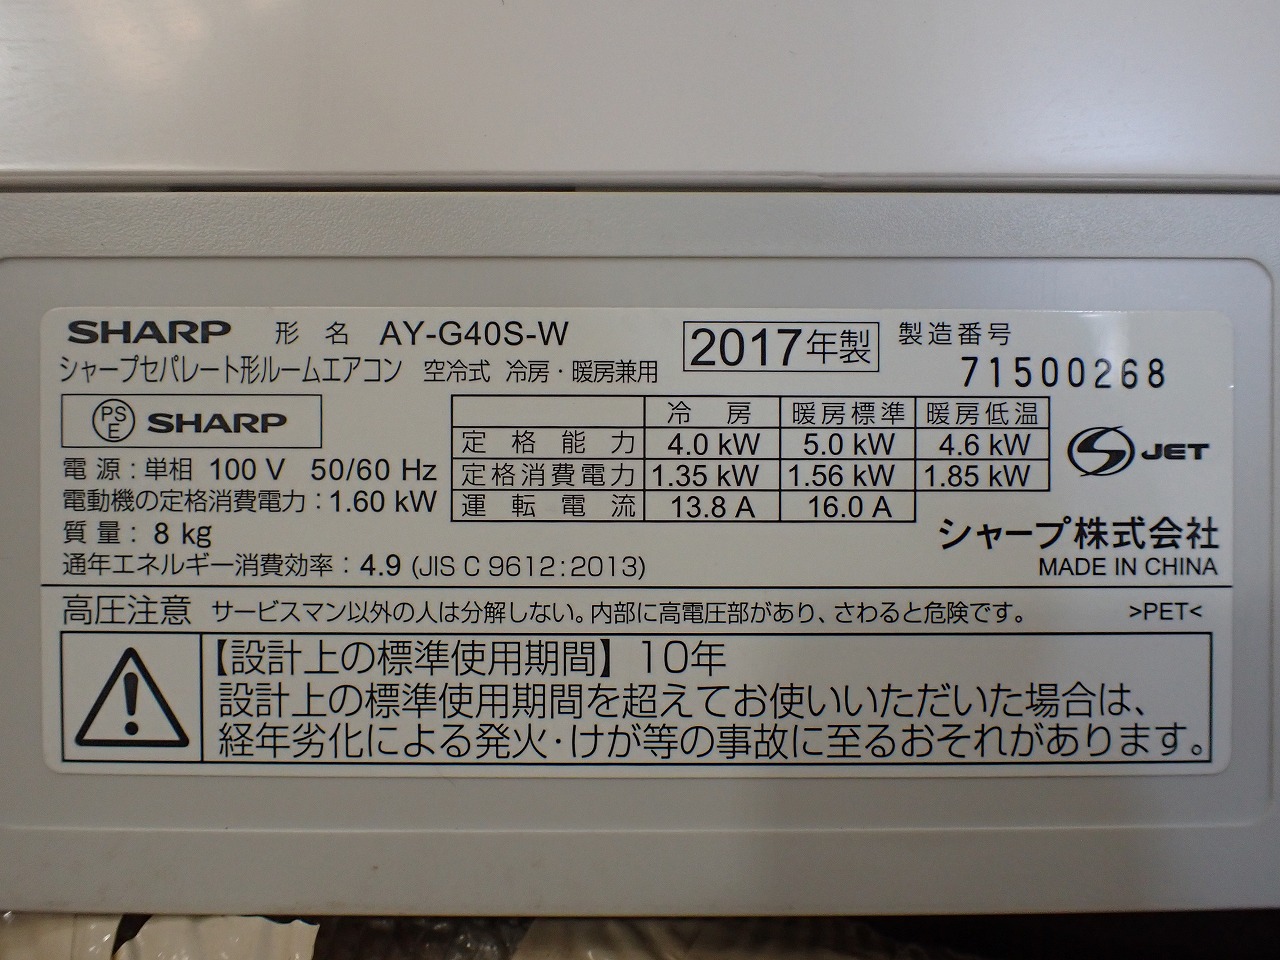 SHARP 形名 AY-G40S-W 2017年製 製造番号
シャープセパレート形ルームエアコン 空冷式 冷房・暖房兼用 71500268
PS E SHARP
電源:単相 100 V 50/60 Hz
電動機の定格消費電力:1.60 kW
質量: 8 kg
通年エネルギー消費効率: 4.9 (JIS C 9612:2013)
冷房 暖房標準 暖房低温
定格能力 4.0 kW 5.0 kW 4.6 kW
定格消費電力 1.35 kW 1.56 kW 1.85 kW
運転電流 13.8 A 16.0 A
JET
シャープ株式会社
MADE IN CHINA
高圧注意 サービスマン以外の人は分解しない。内部に高電圧部があり、さわると危険です。 >PET<
【設計上の標準使用期間】10年
設計上の標準使用期間を超えてお使いいただいた場合は、
経年劣化による発火・けが等の事故に至るおそれがあります。